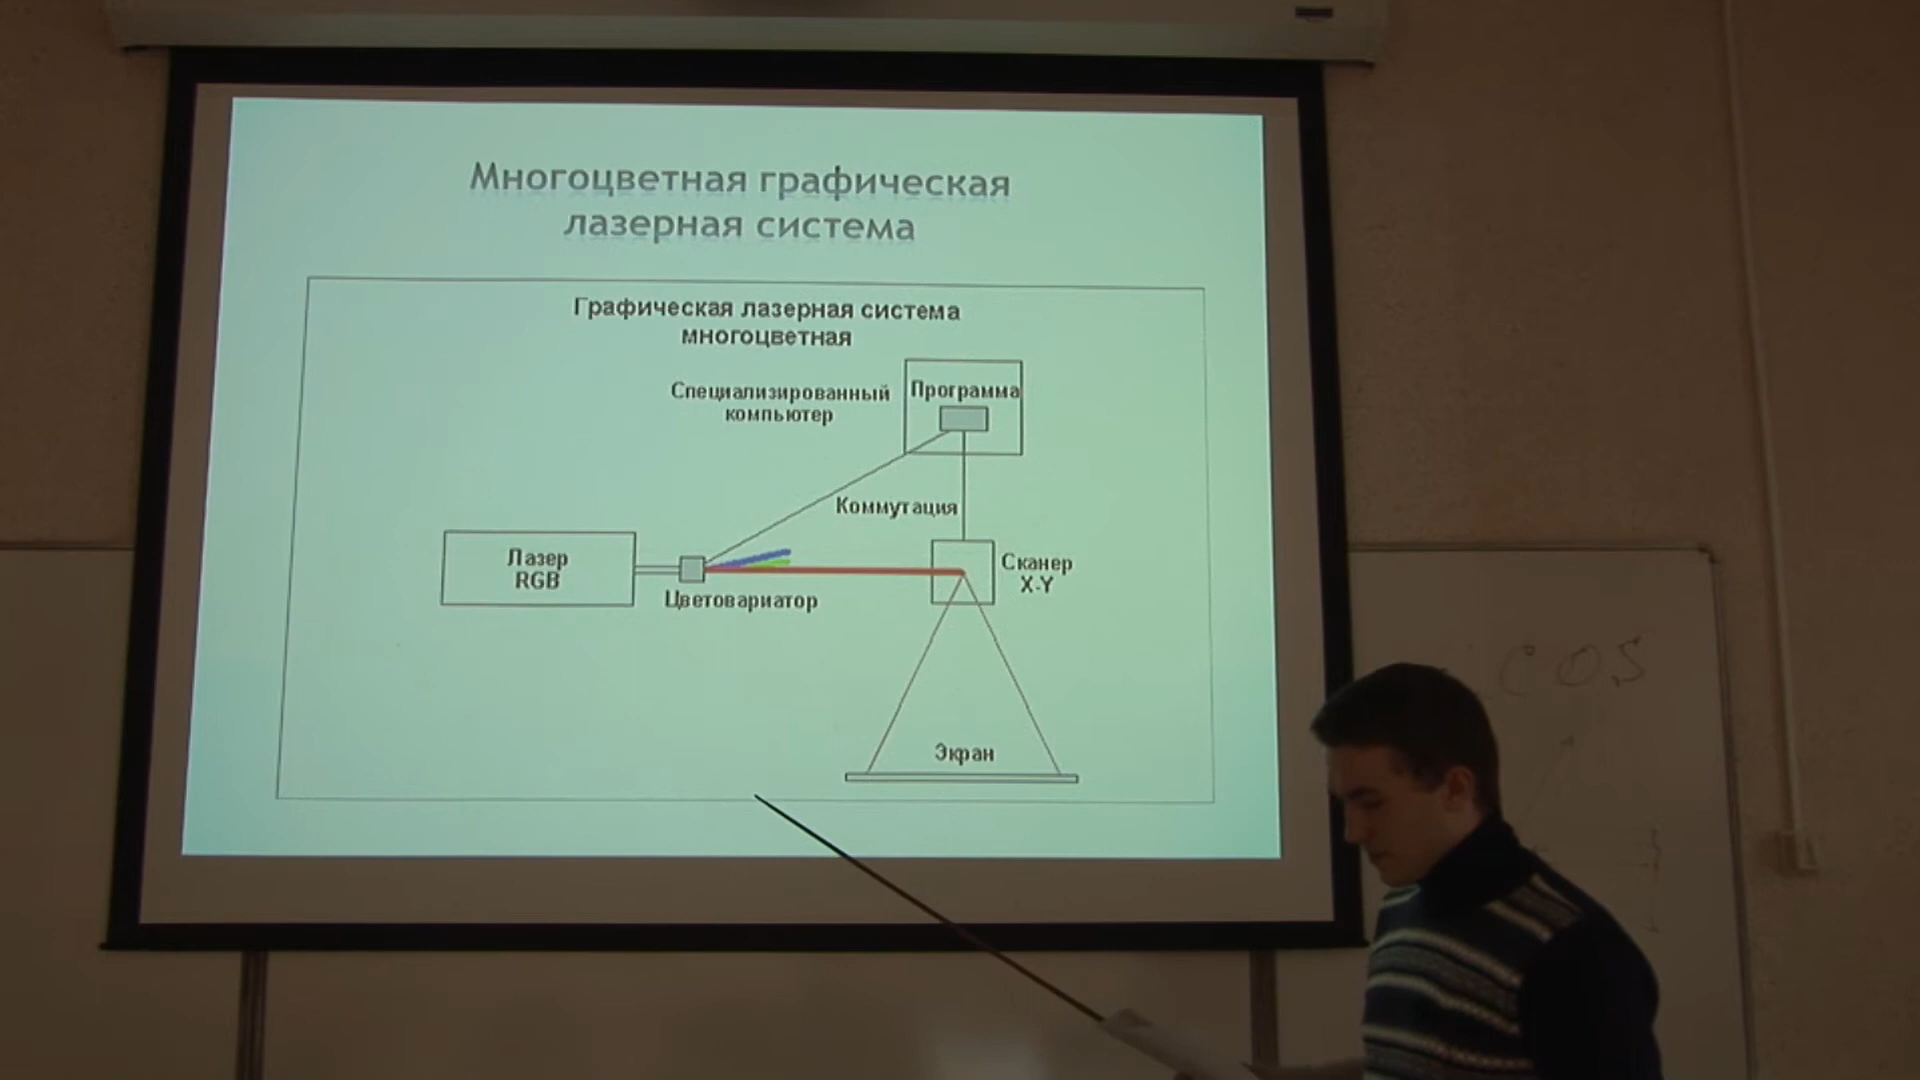 Многоцветная графическая
лазерная система
Графическая лазерная система
многоцветная
Специализированный
компьютер
Программа
Коммутация
Лазер
RGB
Цветовариатор
Сканер
X-Y
Экран
COS